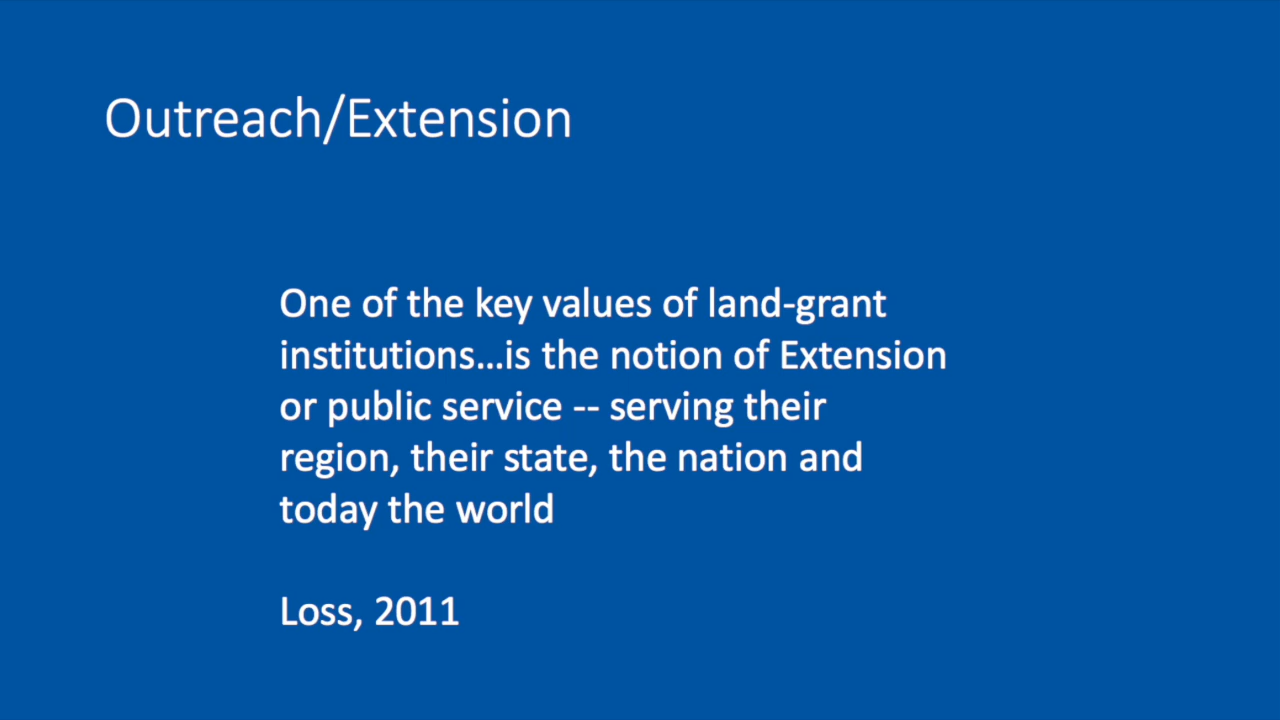 Outreach/Extension
One of the key values of land-grant
institutions...is the notion of Extension
or public service -- serving their
region, their state, the nation and
today the world
Loss, 2011